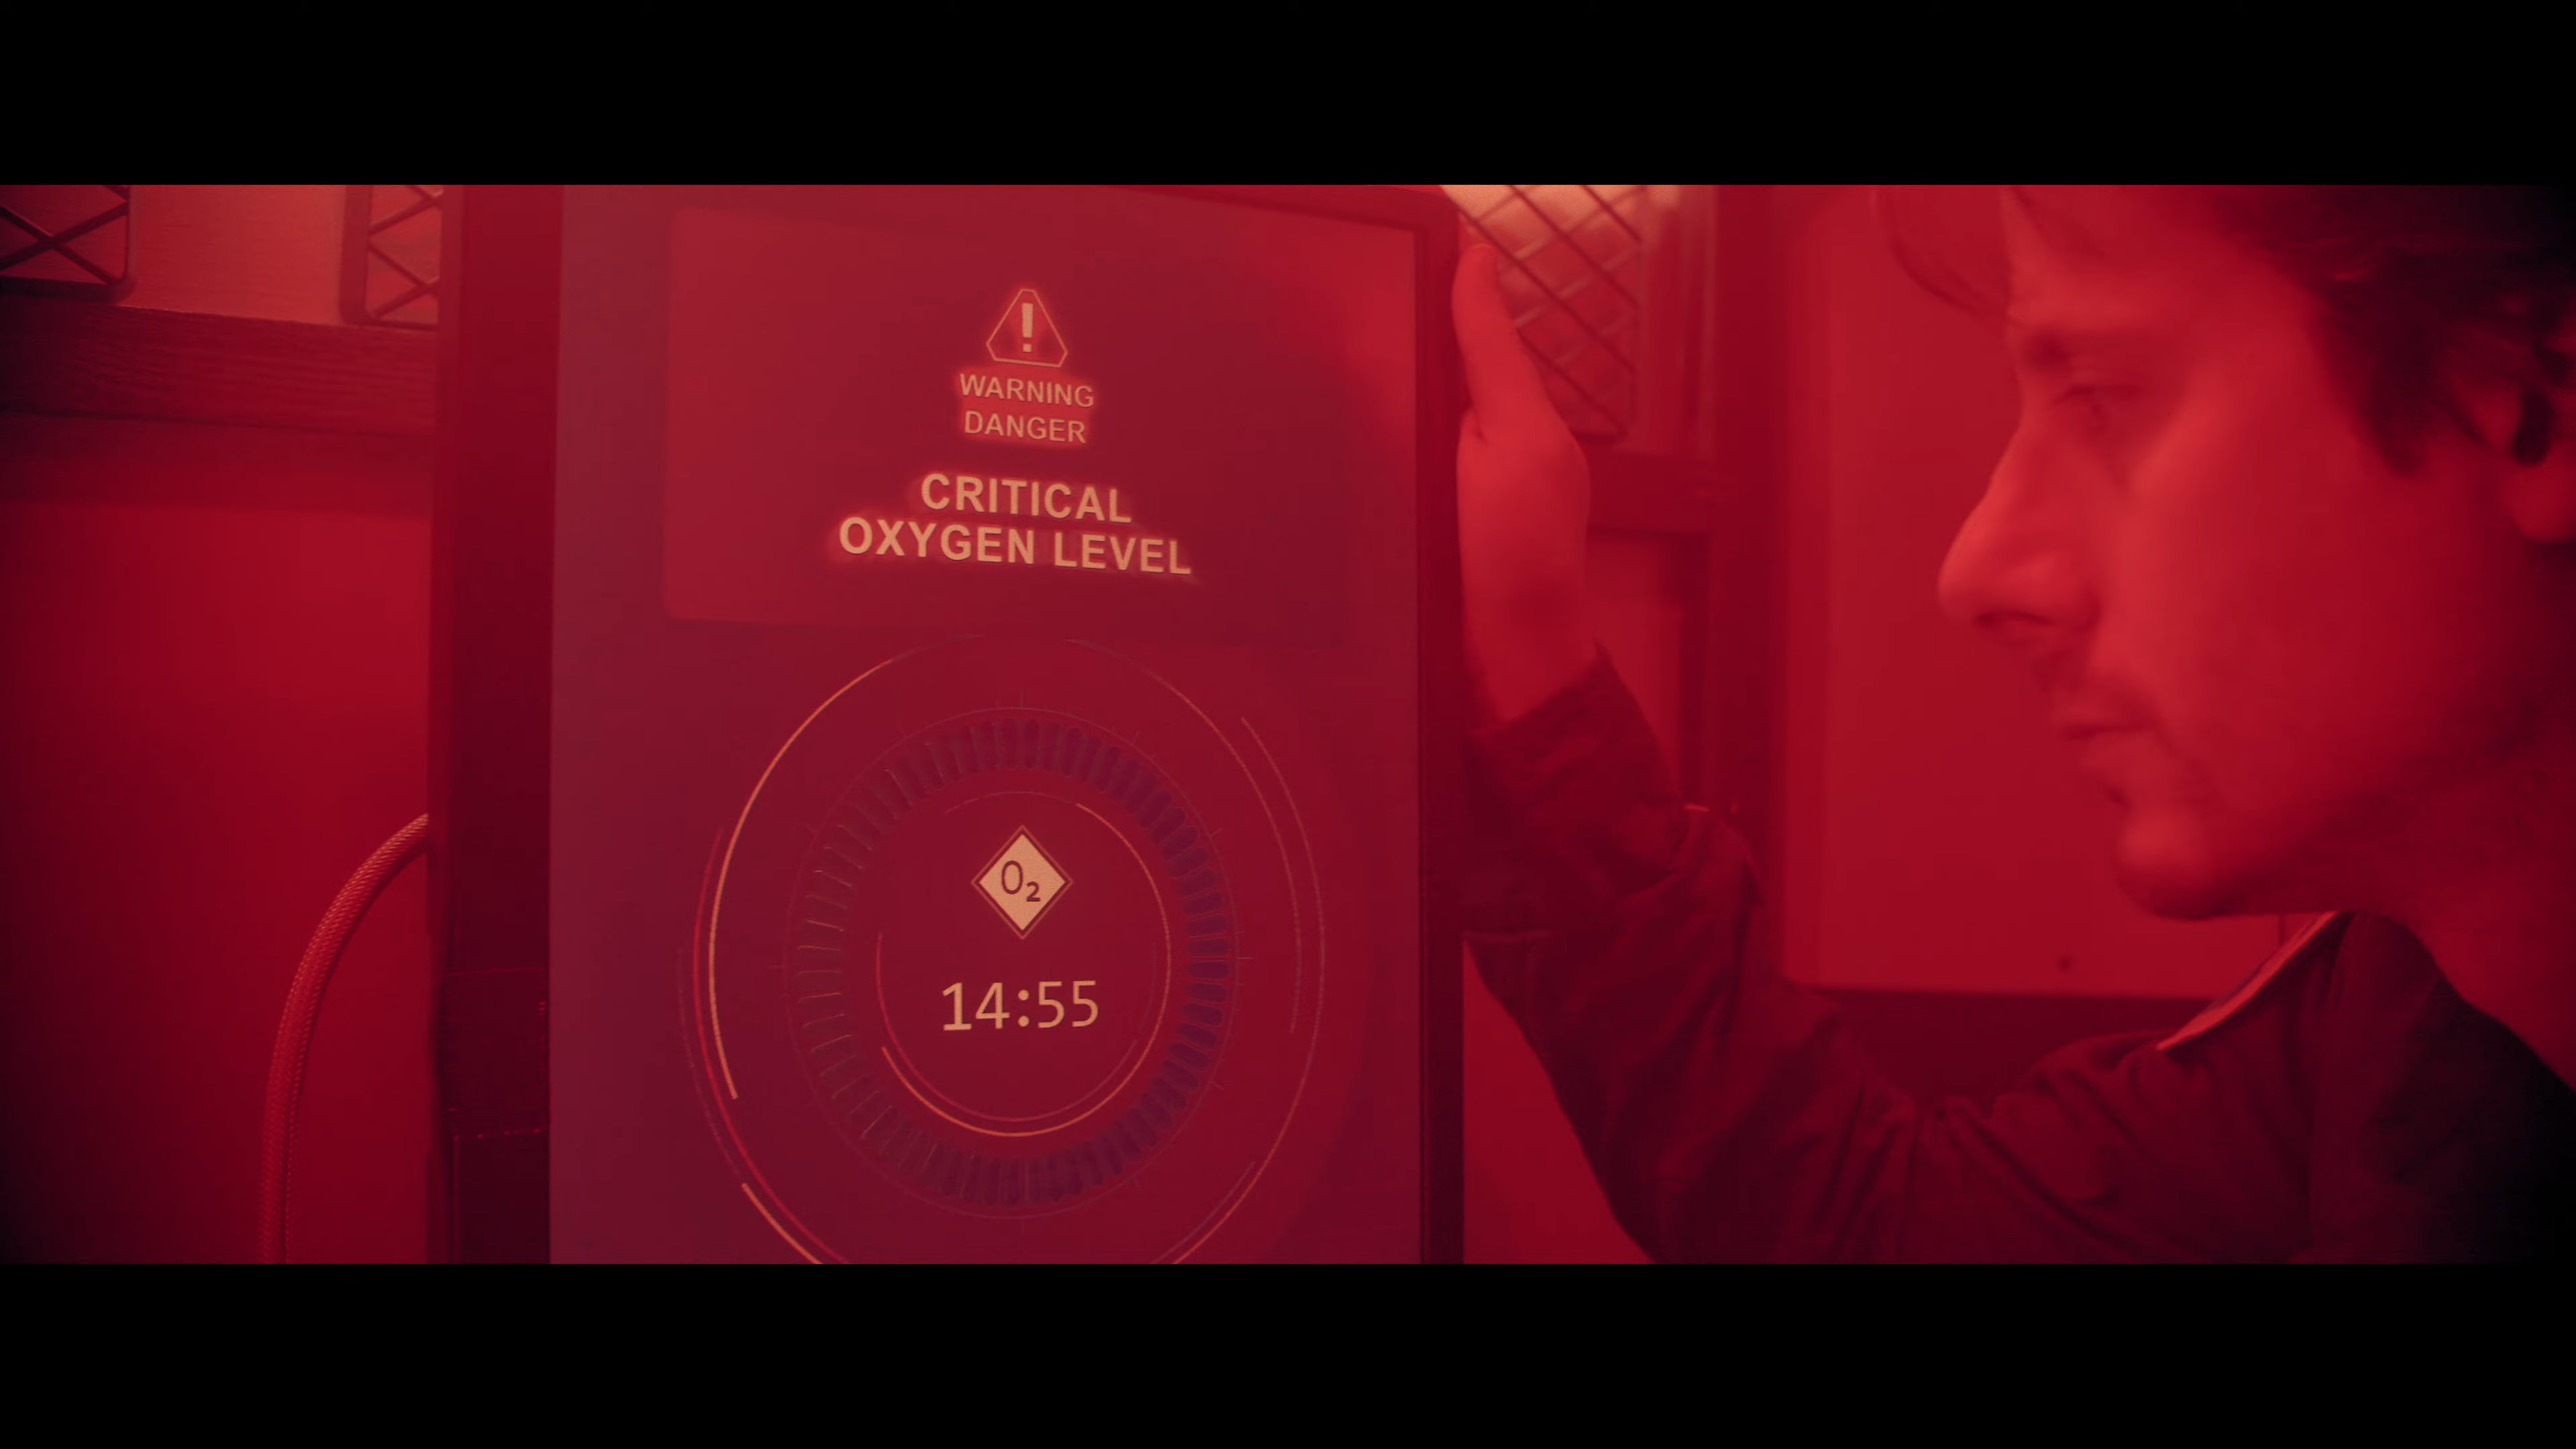 !
WARNING
DANGER
CRITICAL
OXYGEN LEVEL
O₂
14:55